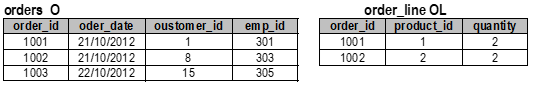 orders O
order_id oder_date oustomer_id emp_id
1001 21/10/2012 1 301
1002 21/10/2012 8 303
1003 22/10/2012 15 305
order_line OL
order_id product_id quantity
1001 1 2
1002 2 2